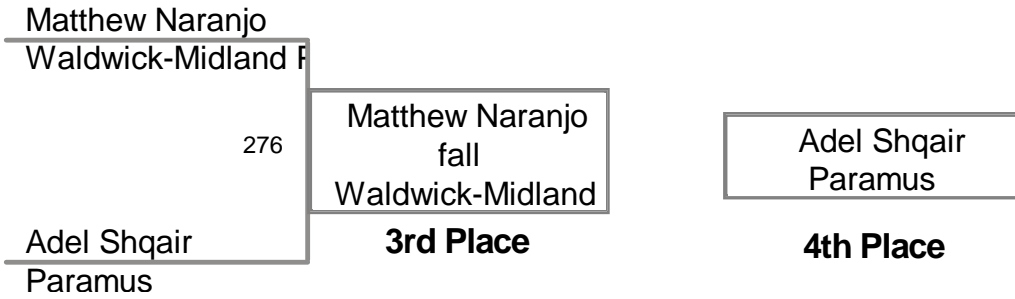 Matthew Naranjo
Waldwick-Midland
276
Matthew Naranjo
fall
Waldwick-Midland
3rd Place
Adel Shqair
Paramus
4th Place
Adel Shqair
Paramus